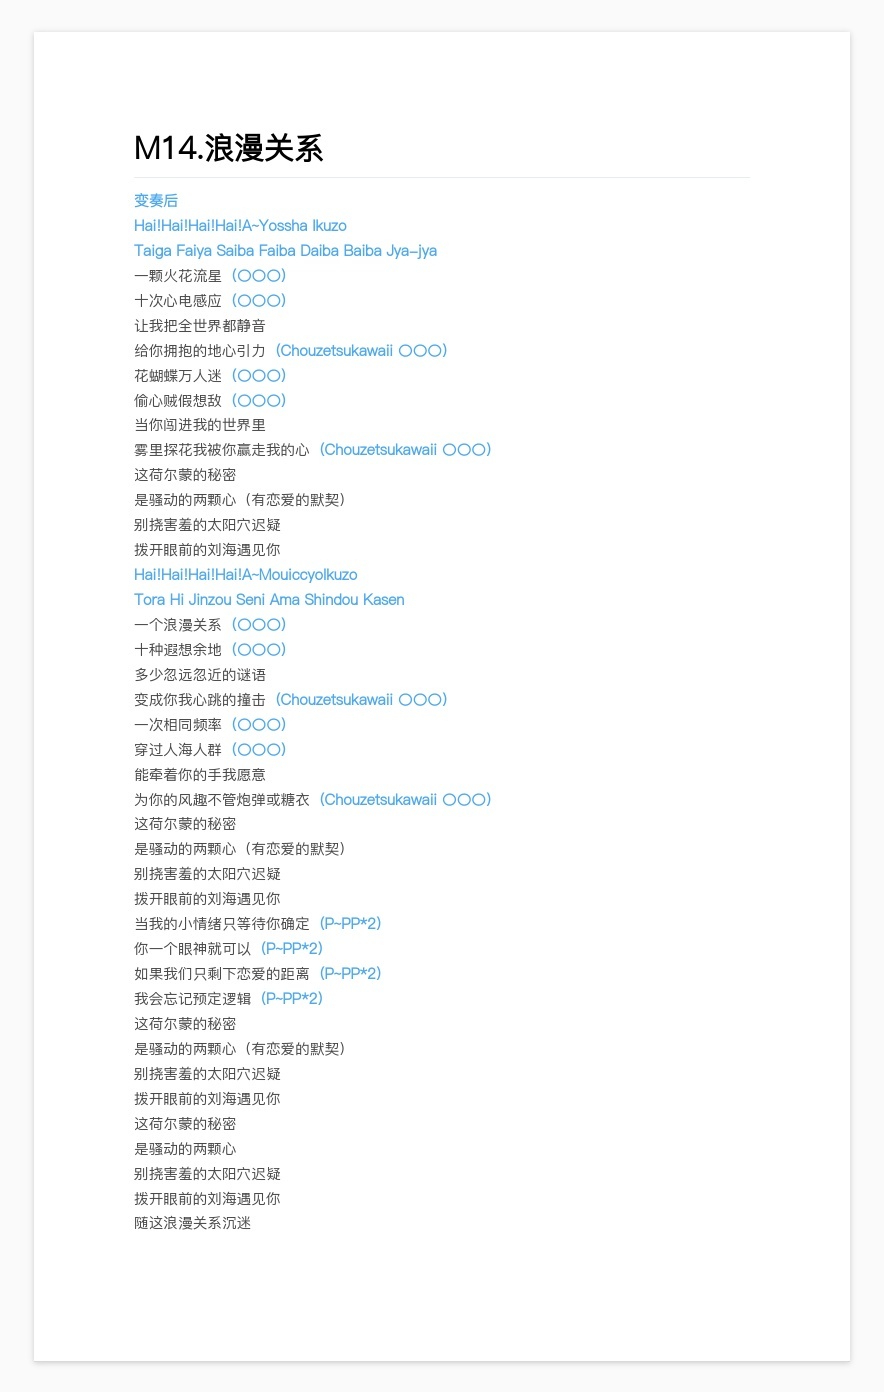 M14.浪漫关系
变奏后
Hai!Hai!Hai!Hai!A~Yossha Ikuzo
Taiga Faiya Saiba Faiba Daiba Baiba Jya-jya
一颗火花流星（〇〇〇）
十次心电感应（〇〇〇）
让我把全世界都静音
给你拥抱的地心引力（Chouzetsukawaii 〇〇〇）
花蝴蝶万人迷（〇〇〇）
偷心贼假想敌（〇〇〇）
当你闯进我的世界里
雾里探花我被你赢走我的心（Chouzetsukawaii 〇〇〇）
这荷尔蒙的秘密
是骚动的两颗心（有恋爱的默契）
别挠害羞的太阳穴迟疑
拨开眼前的刘海遇见你
Hai!Hai!Hai!Hai!A~MouiccyoIkuzo
Tora Hi Jinzou Seni Ama Shindou Kasen
一个浪漫关系（〇〇〇）
十种遐想余地（〇〇〇）
多少忽远忽近的谜语
变成你我心跳的撞击（Chouzetsukawaii 〇〇〇）
一次相同频率（〇〇〇）
穿过人海人群（〇〇〇）
能牵着你的手我愿意
为你的风趣不管炮弹或糖衣（Chouzetsukawaii 〇〇〇）
这荷尔蒙的秘密
是骚动的两颗心（有恋爱的默契）
别挠害羞的太阳穴迟疑
拨开眼前的刘海遇见你
当我的小情绪只等待你确定（P~PP*2）
你一个眼神就可以（P~PP*2）
如果我们只剩下恋爱的距离（P~PP*2）
我会忘记预定逻辑（P~PP*2）
这荷尔蒙的秘密
是骚动的两颗心（有恋爱的默契）
别挠害羞的太阳穴迟疑
拨开眼前的刘海遇见你
这荷尔蒙的秘密
是骚动的两颗心
别挠害羞的太阳穴迟疑
拨开眼前的刘海遇见你
随这浪漫关系沉迷